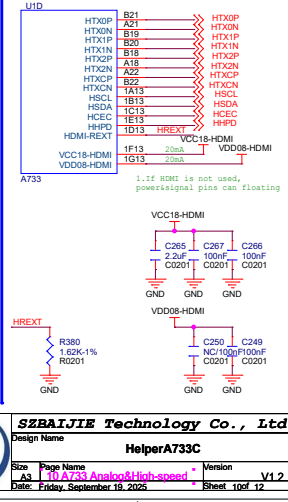 U1D
HTX0P B21 HTX0P
HTX0N A21 HTX0N
HTX1P B19 HTX1P
HTX1N B20 HTX1N
HTX2P B18 HTX2P
HTX2N A18 HTX2N
HTXCP A22 HTXCP
HTXCN B22 HTXCN
HSCL 1A13 HSCL
HSDA 1B13 HSDA
HCEC 1C13 HCEC
HHPD 1E13 HHPD
HDMI-REXT 1D13 HREXT
VCC18-HDMI
VCC18-HDMI 1F13 20mA
VDD08-HDMI
VDD08-HDMI 1G13 20mA
A733
1.If HDMI is not used,
power&signal pins can floating
VCC18-HDMI
C265 C267 C266
2.2uF 100nF 100nF
C0201 C0201 C0201
GND GND GND
HREXT
R380
1.62K-1%
R0201
GND
VDD08-HDMI
C250 C249
NC/100nF 100nF
C0201 C0201
GND GND
SZBAIJIE Technology Co., Ltd
Design Name
HelperA733C
Size Page Name Version
A3 10 A733 Analog&High-speed V1.2
Date: Friday, September 19, 2025 Sheet 10 of 12